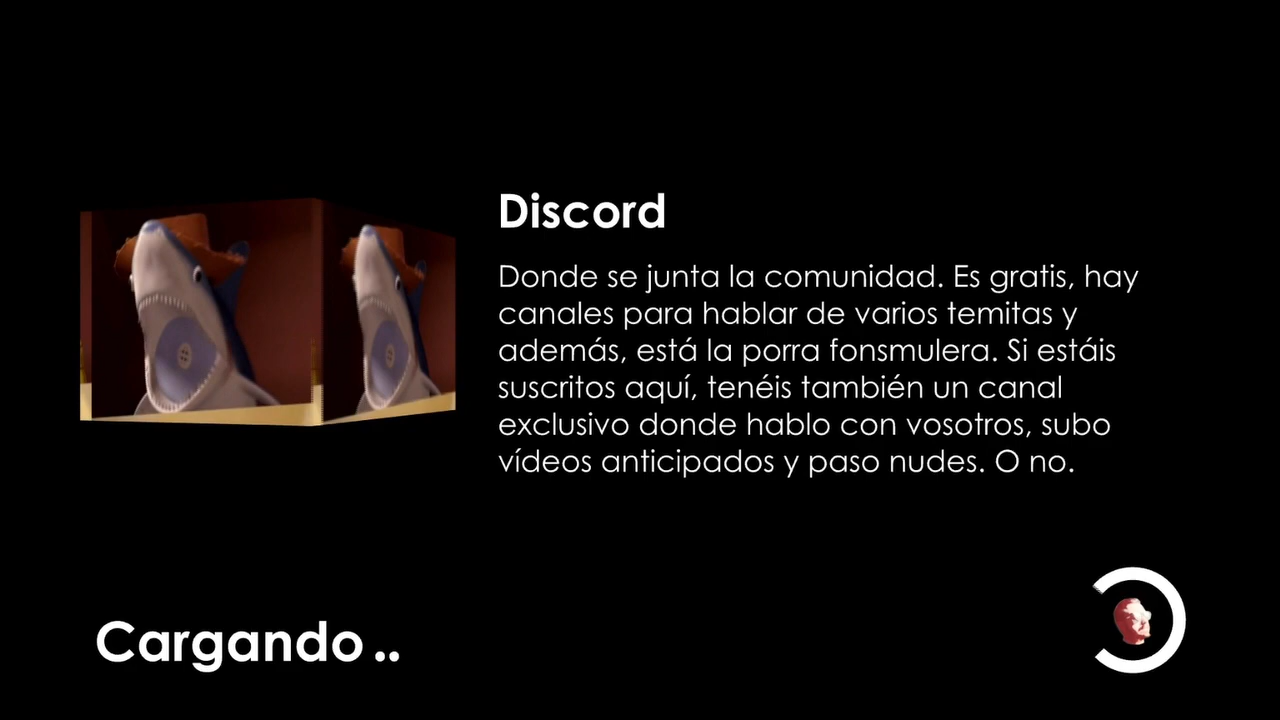 Discord
Donde se junta la comunidad. Es gratis, hay
canales para hablar de varios temitas y
además, está la porra fonsmulera. Si estáis
suscritos aquí, tenéis también un canal
exclusivo donde hablo con vosotros, subo
vídeos anticipados y paso nudes. O no.
Cargando ..